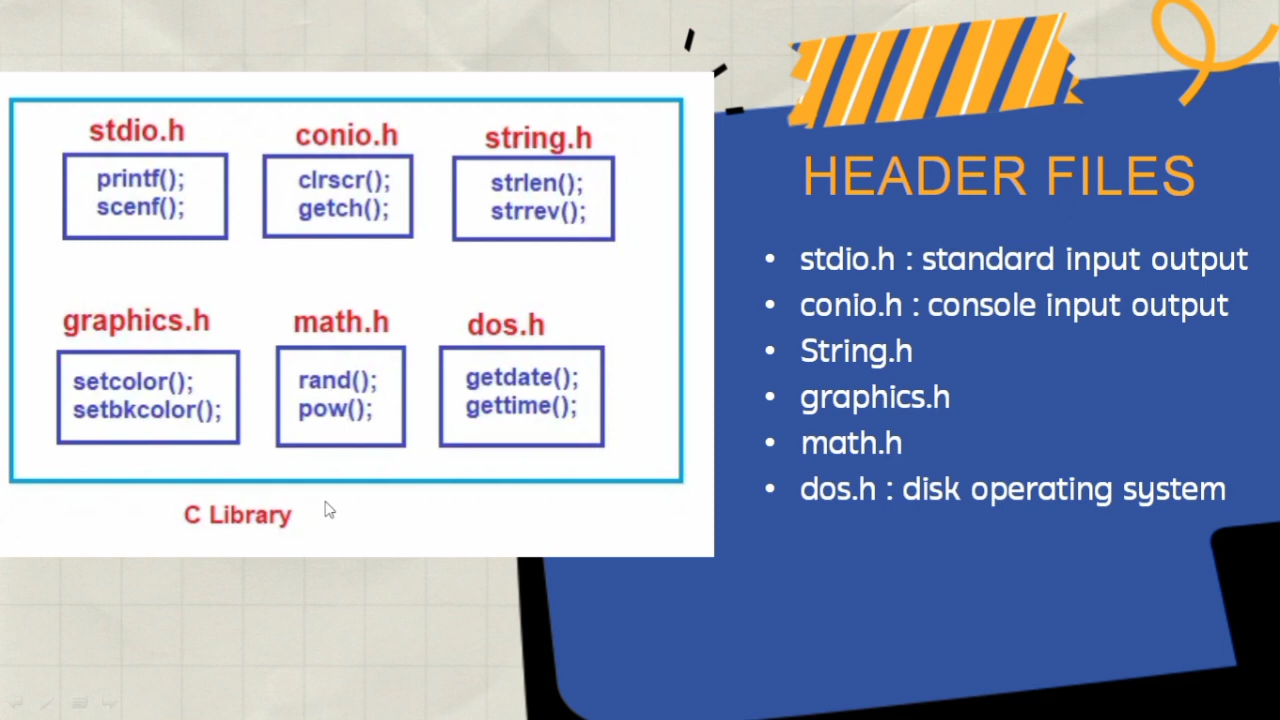 stdio.h
printf();
scenf();
conio.h
clrscr();
getch();
string.h
strlen();
strrev();
graphics.h
setcolor();
setbkcolor();
math.h
rand();
pow();
dos.h
getdate();
gettime();
C Library
HEADER FILES
• stdio.h : standard input output
• conio.h : console input output
• String.h
• graphics.h
• math.h
• dos.h : disk operating system